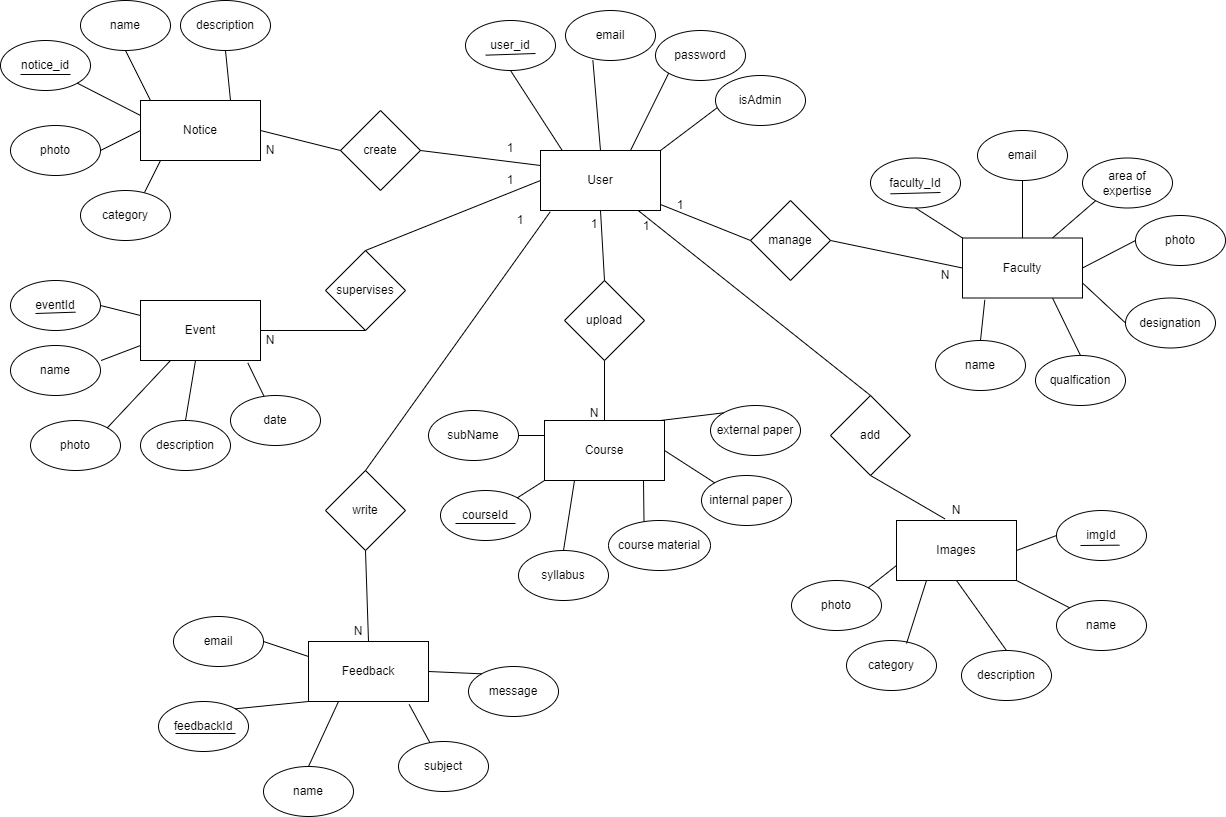 name
description
notice_id
Notice
photo
category
N
create
1
user_id
email
password
isAdmin
User
1
supervises
N
eventId
Event
name
photo
description
date
1
write
N
email
Feedback
feedbackId
name
subject
message
1
upload
N
subName
Course
courseId
syllabus
course material
internal paper
external paper
1
manage
N
faculty_Id
email
area of
expertise
photo
Faculty
designation
name
qualfication
1
add
N
Images
imgId
photo
category
description
name